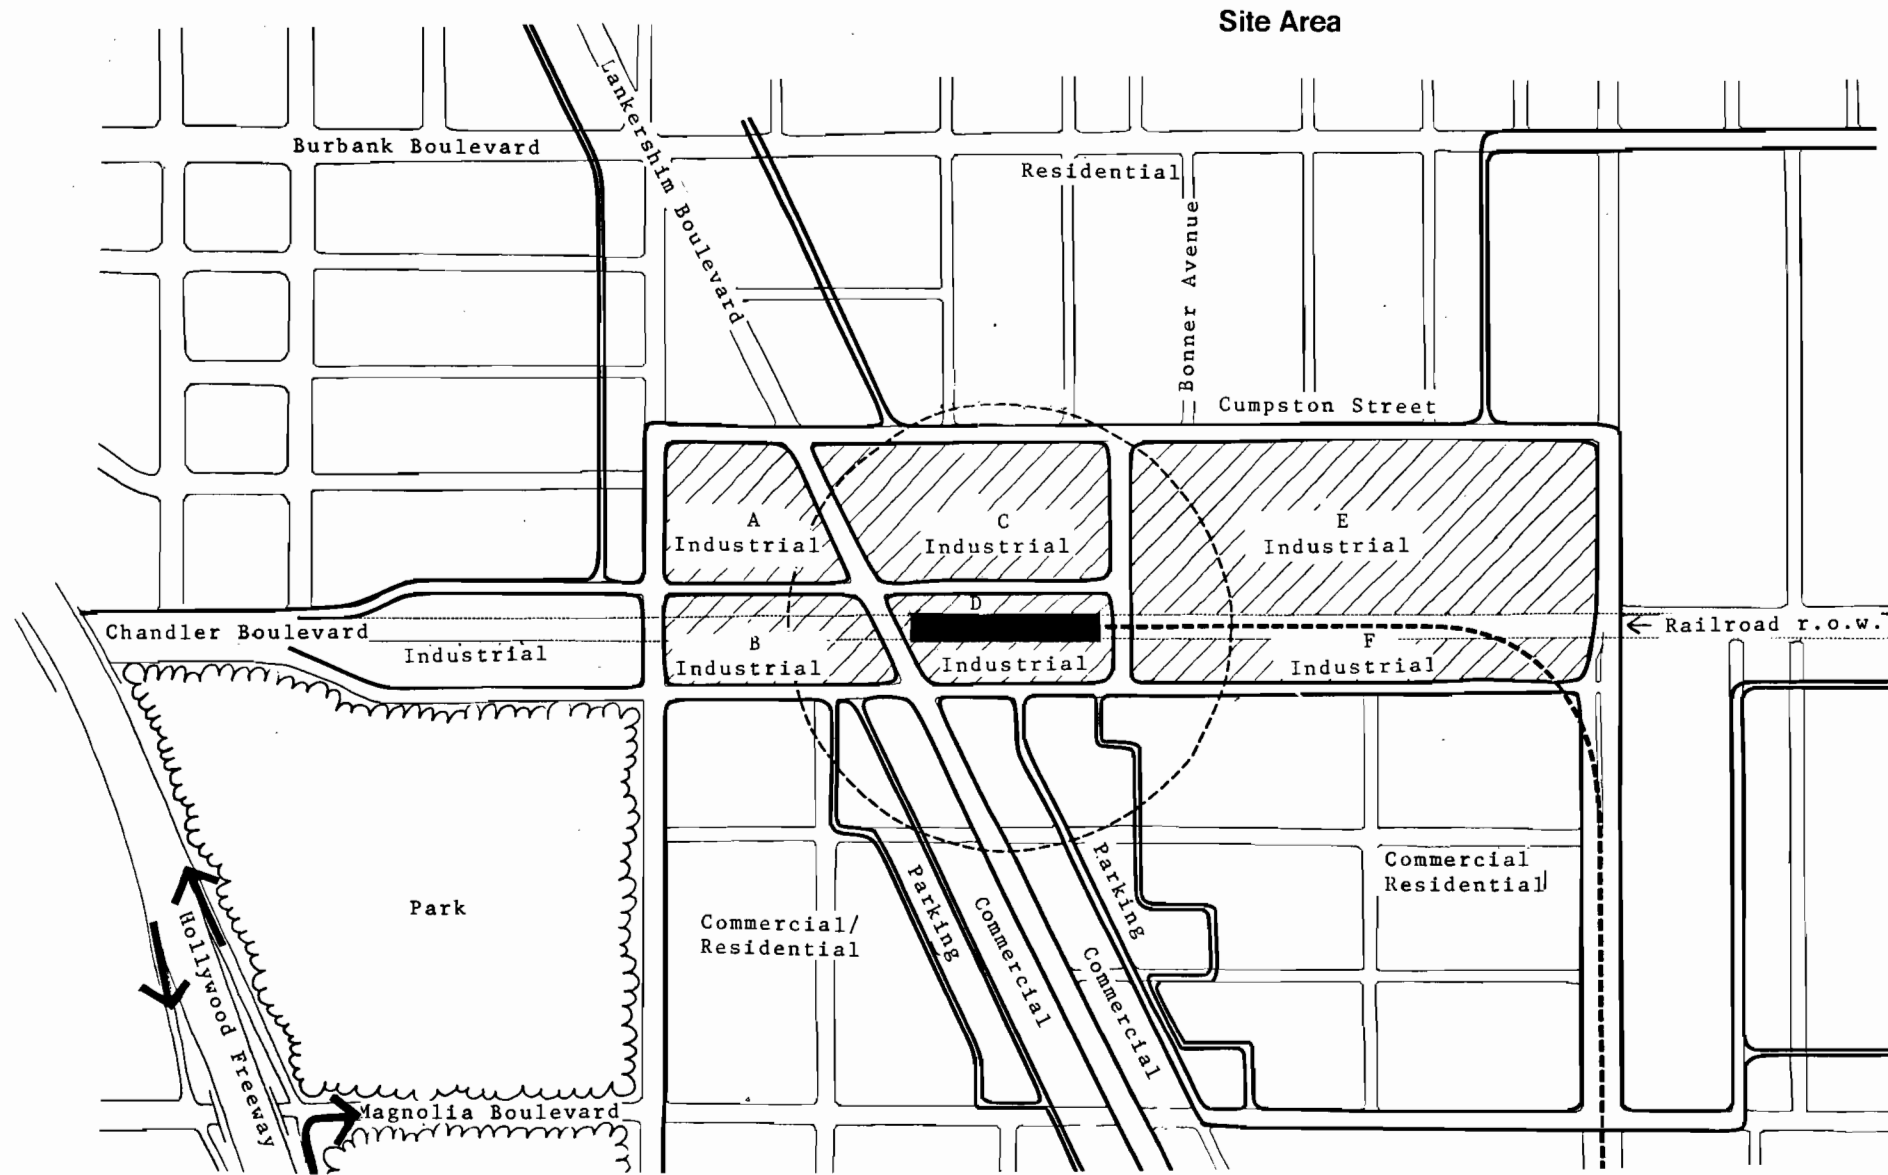 Site Area
Lankershim Boulevard
Burbank Boulevard
Residential
Bonner Avenue
Cumpston Street
A
Industrial
C
Industrial
E
Industrial
D
Industrial
Chandler Boulevard
Industrial
B
Industrial
F
Industrial
Railroad r.o.w.
Park
Hollywood Freeway
Magnolia Boulevard
Commercial/
Residential
Parking
Commercial
Commercial
Parking
Commercial
Residential